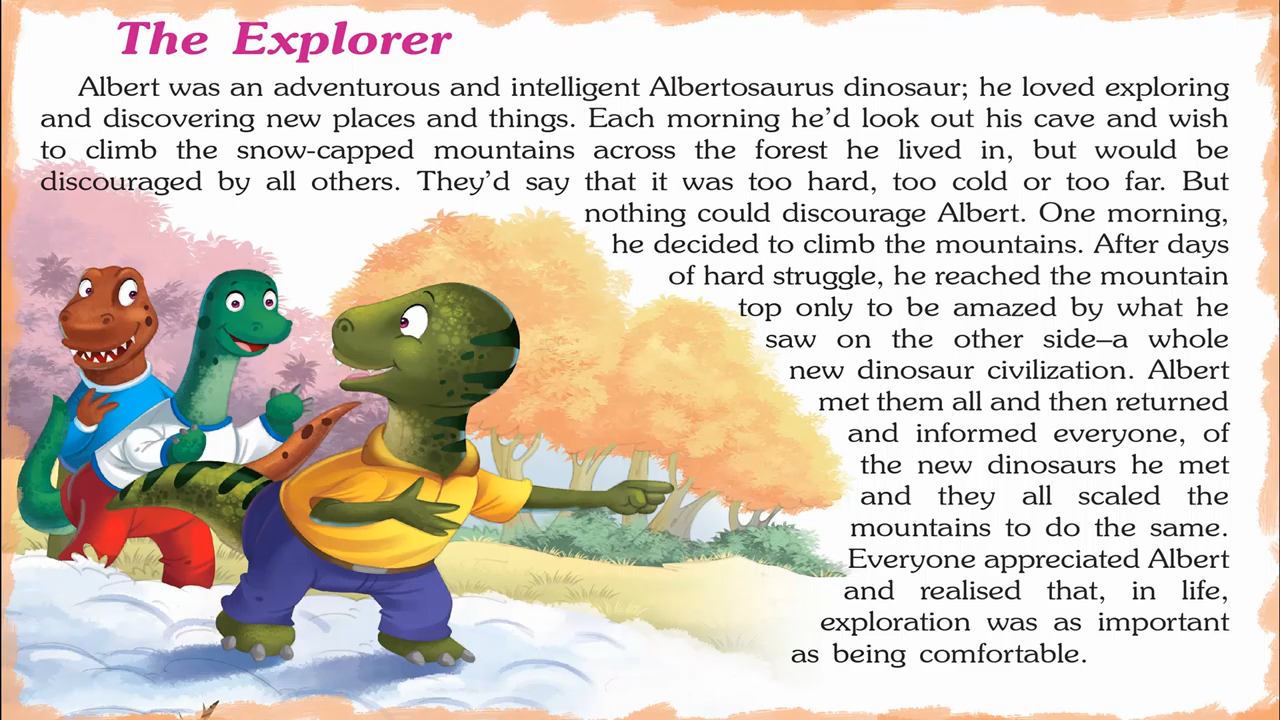 The Explorer
Albert was an adventurous and intelligent Albertosaurus dinosaur; he loved exploring
and discovering new places and things. Each morning he’d look out his cave and wish
to climb the snow-capped mountains across the forest he lived in, but would be
discouraged by all others. They’d say that it was too hard, too cold or too far. But
nothing could discourage Albert. One morning,
he decided to climb the mountains. After days
of hard struggle, he reached the mountain
top only to be amazed by what he
saw on the other side–a whole
new dinosaur civilization. Albert
met them all and then returned
and informed everyone, of
the new dinosaurs he met
and they all scaled the
mountains to do the same.
Everyone appreciated Albert
and realised that, in life,
exploration was as important
as being comfortable.